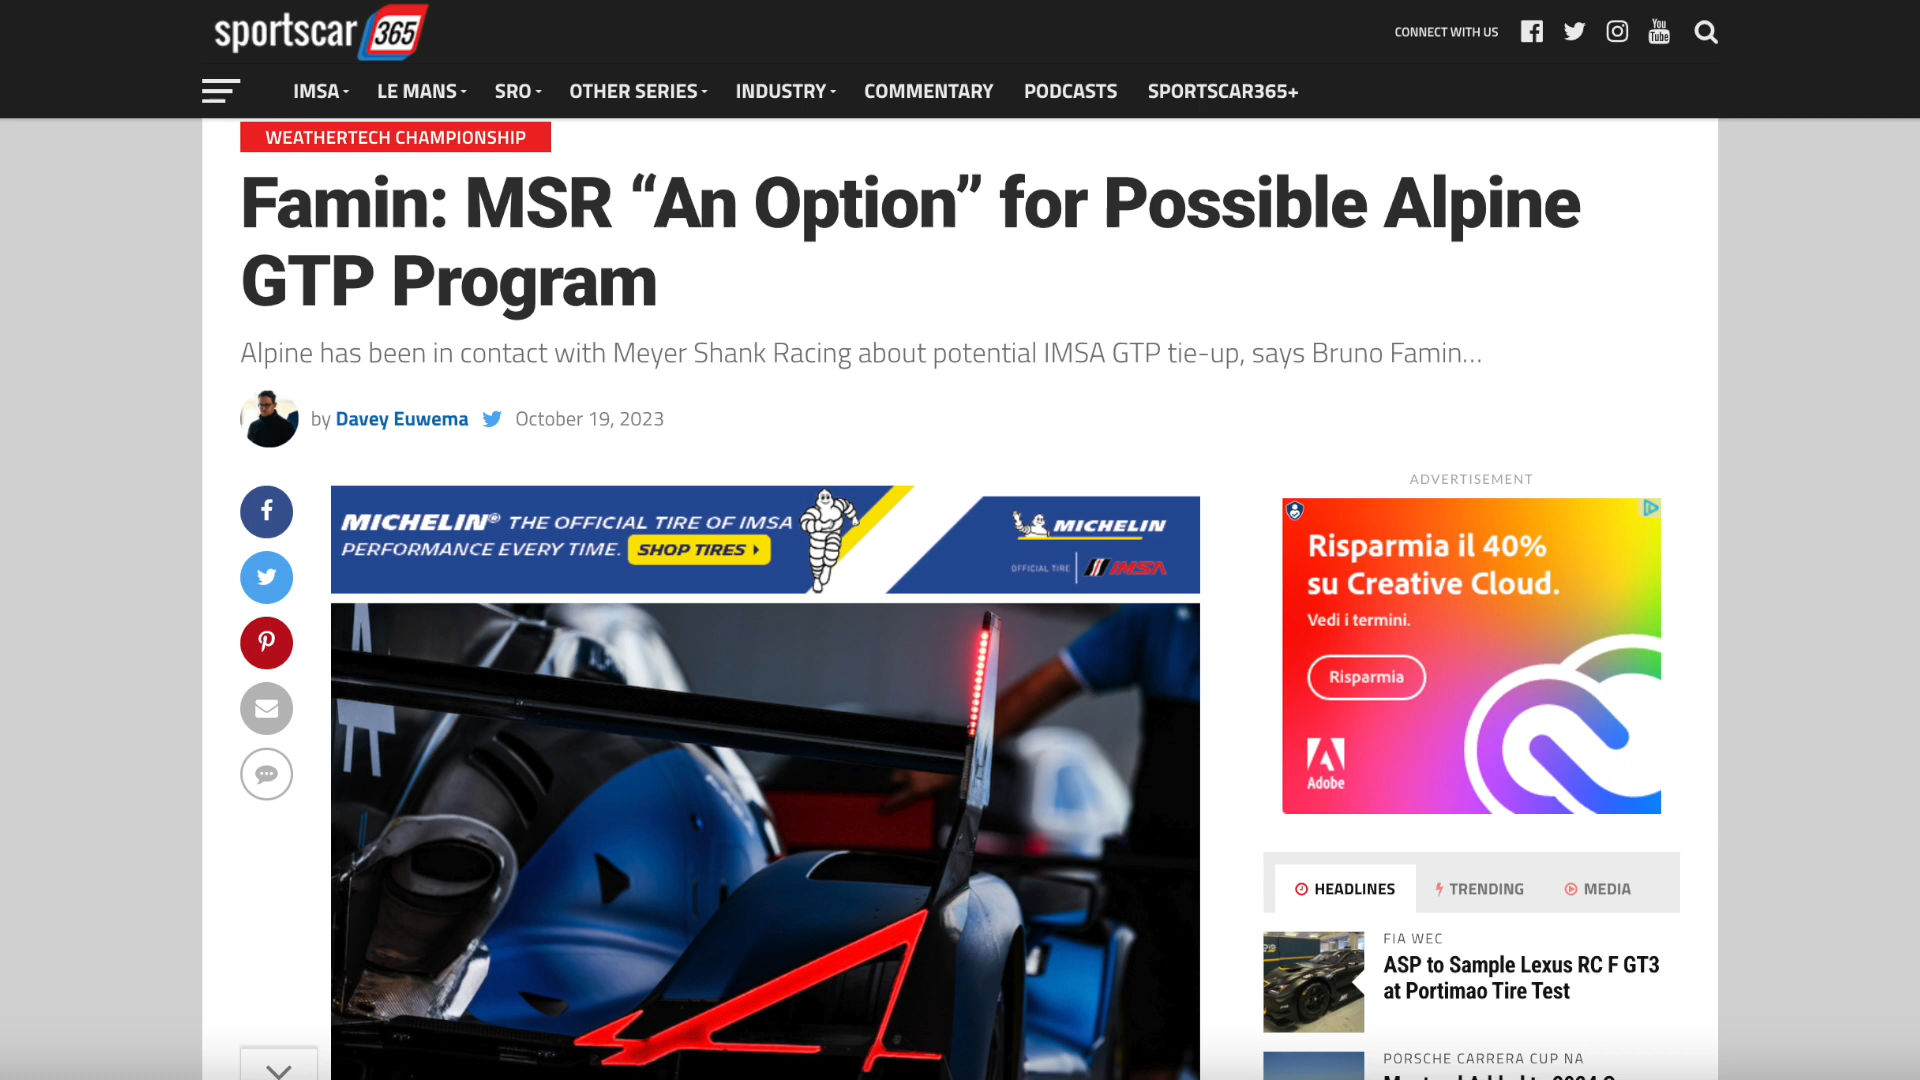 sportscar 365
CONNECT WITH US
You
Tube
IMSA
LE MANS
SRO
OTHER SERIES
INDUSTRY
COMMENTARY
PODCASTS
SPORTSCAR365+
WEATHERTECH CHAMPIONSHIP
Famin: MSR “An Option” for Possible Alpine
GTP Program
Alpine has been in contact with Meyer Shank Racing about potential IMSA GTP tie-up, says Bruno Famin...
by Davey Euwema October 19, 2023
MICHELIN® THE OFFICIAL TIRE OF IMSA
PERFORMANCE EVERY TIME. SHOP TIRES
MICHELIN
OFFICIAL TIRE IMSA
ADVERTISEMENT
Risparmia il 40%
su Creative Cloud.
Vedi i termini.
Risparmia
Adobe
HEADLINES
TRENDING
MEDIA
FIA WEC
ASP to Sample Lexus RC F GT3
at Portimao Tire Test
PORSCHE CARRERA CUP NA